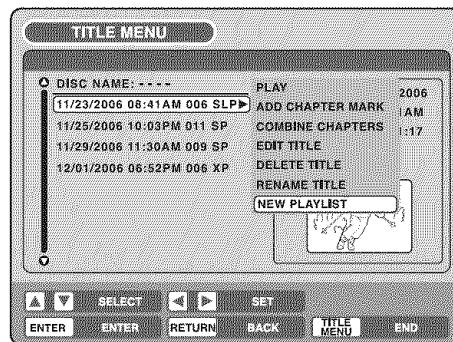 TITLE MENU
DISC NAME: - - - -
11/23/2006 08:41AM 006 SLP
11/25/2006 10:03PM 011 SP
11/29/2006 11:30AM 009 SP
12/01/2006 06:52PM 006 XP
PLAY
ADD CHAPTER MARK
COMBINE CHAPTERS
EDIT TITLE
DELETE TITLE
RENAME TITLE
NEW PLAYLIST
2006
AM
:17
SELECT SET
ENTER ENTER RETURN BACK TITLE MENU END